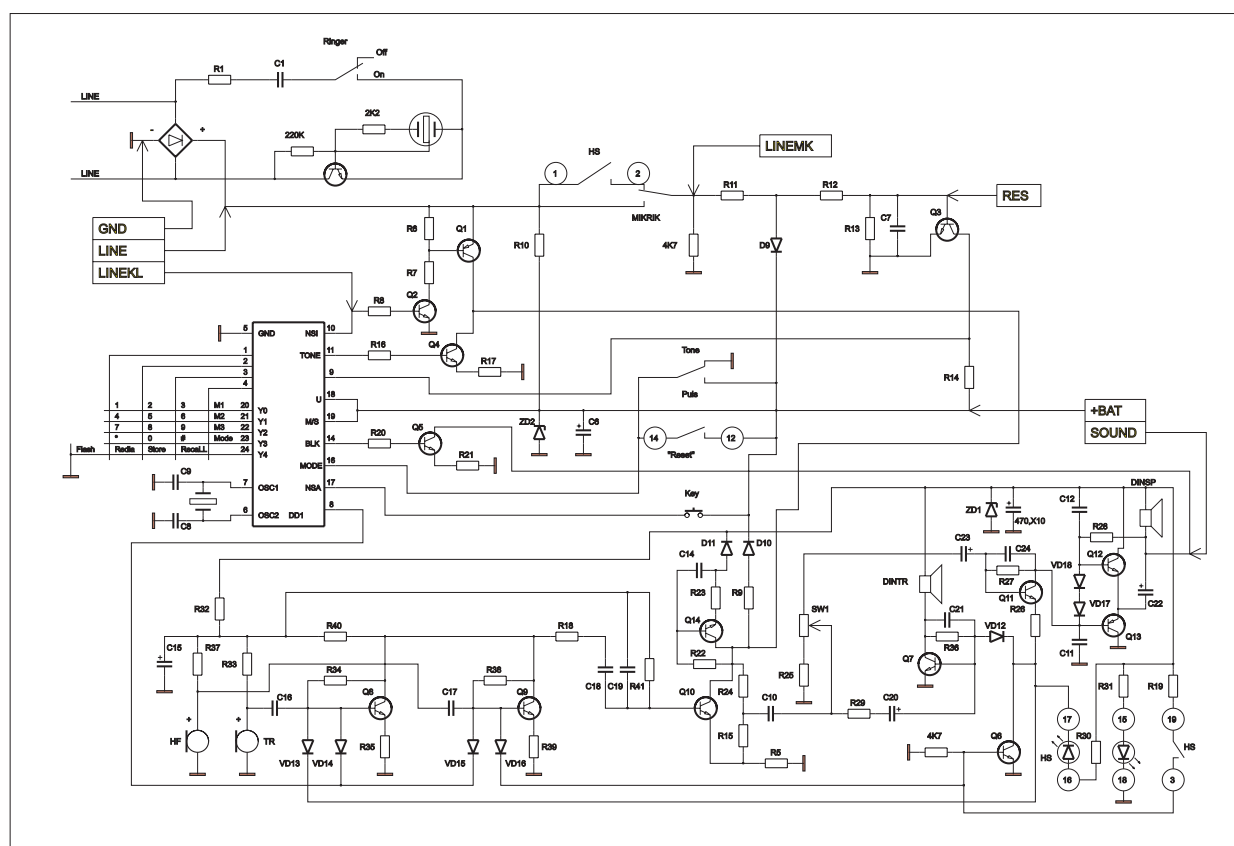 Ringer
Off
On
R1
C1
LINE
2K2
220K
-
+
LINE
HS
1
2
LINEMK
R11
R12
RES
MIKRIK
GND
LINE
LINEKL
R6
Q1
R10
4K7
D9
R13
C7
Q3
R7
Q2
R8
5
GND
NSI
10
1
TONE
11
R16
Q4
R17
Tone
Puls
R14
2
3
9
4
U
18
1
2
3
M1
20
Y0
4
5
6
M2
21
Y1
M/S
19
7
8
9
M3
22
Y2
*
0
#
Mode
23
Y3
BLK
14
R20
Q5
ZD2
C6
14
12
"Reset"
+BAT
SOUND
Flash
Redia
Store
RecaLL
24
Y4
R21
MODE
16
C9
7
OSC1
NSA
17
Key
C8
6
OSC2
DD1
8
DINSP
ZD1
470,X10
C12
R28
D11
D10
C14
C23
+
C24
Q12
DINTR
VD18
R27
Q11
R23
R9
SW1
VD17
C22
R32
Q14
C21
R26
Q13
R40
R18
R22
R36
VD12
C11
C15
R37
R33
R34
R38
C18
C19
R41
Q7
R25
R24
R31
R19
C16
Q8
C17
Q9
Q10
C10
R29
C20
+
HF
TR
R35
R39
R15
R5
4K7
Q6
17
15
19
R30
HS
HS
VD13
VD14
VD15
VD16
16
18
3